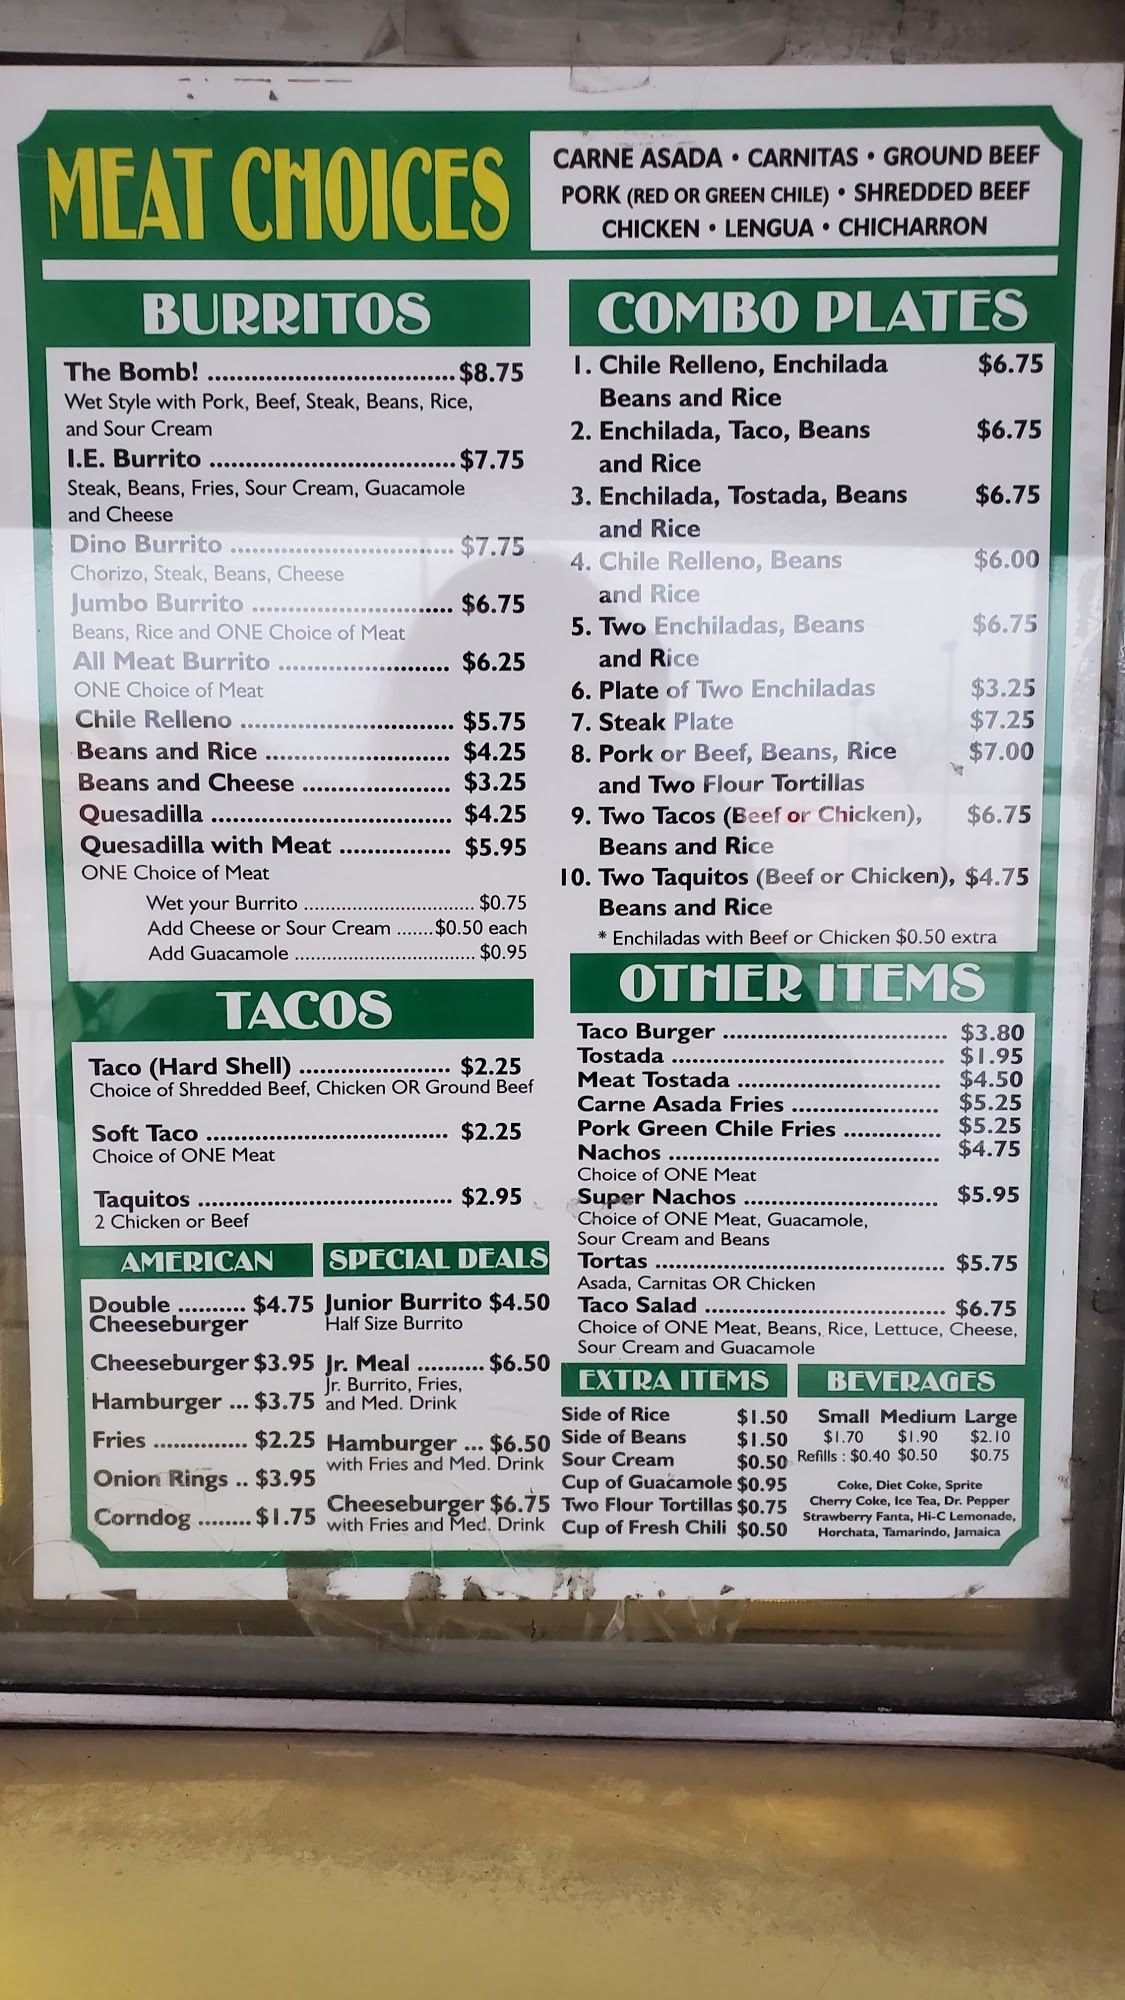 MEAT CHOICES
CARNE ASADA • CARNITAS • GROUND BEEF
PORK (RED OR GREEN CHILE) • SHREDDED BEEF
CHICKEN • LENGUA • CHICHARRON
BURRITOS
The Bomb! .................................... $8.75
Wet Style with Pork, Beef, Steak, Beans, Rice,
and Sour Cream
I.E. Burrito .................................... $7.75
Steak, Beans, Fries, Sour Cream, Guacamole
and Cheese
Dino Burrito ................................ $7.75
Chorizo, Steak, Beans, Cheese
Jumbo Burrito ............................. $6.75
Beans, Rice and ONE Choice of Meat
All Meat Burrito ......................... $6.25
ONE Choice of Meat
Chile Relleno ............................... $5.75
Beans and Rice ........................... $4.25
Beans and Cheese ...................... $3.25
Quesadilla ................................... $4.25
Quesadilla with Meat ................ $5.95
ONE Choice of Meat
Wet your Burrito ............................ $0.75
Add Cheese or Sour Cream .......$0.50 each
Add Guacamole .............................. $0.95
TACOS
Taco (Hard Shell) ...................... $2.25
Choice of Shredded Beef, Chicken OR Ground Beef
Soft Taco ................................... $2.25
Choice of ONE Meat
Taquitos ..................................... $2.95
2 Chicken or Beef
AMERICAN
Double .......... $4.75
Cheeseburger
Cheeseburger $3.95
Hamburger ... $3.75
Fries .............. $2.25
Onion Rings .. $3.95
Corndog ........ $1.75
SPECIAL DEALS
Junior Burrito $4.50
Half Size Burrito
Jr. Meal .......... $6.50
Jr. Burrito, Fries,
and Med. Drink
Hamburger ... $6.50
with Fries and Med. Drink
Cheeseburger $6.75
with Fries and Med. Drink
COMBO PLATES
1. Chile Relleno, Enchilada $6.75
Beans and Rice
2. Enchilada, Taco, Beans $6.75
and Rice
3. Enchilada, Tostada, Beans $6.75
and Rice
4. Chile Relleno, Beans $6.00
and Rice
5. Two Enchiladas, Beans $6.75
and Rice
6. Plate of Two Enchiladas $3.25
7. Steak Plate $7.25
8. Pork or Beef, Beans, Rice $7.00
and Two Flour Tortillas
9. Two Tacos (Beef or Chicken), $6.75
Beans and Rice
10. Two Taquitos (Beef or Chicken), $4.75
Beans and Rice
* Enchiladas with Beef or Chicken $0.50 extra
OTHER ITEMS
Taco Burger ................................. $3.80
Tostada ........................................ $1.95
Meat Tostada .............................. $4.50
Carne Asada Fries ...................... $5.25
Pork Green Chile Fries .............. $5.25
Nachos ........................................ $4.75
Choice of ONE Meat
Super Nachos ............................. $5.95
Choice of ONE Meat, Guacamole,
Sour Cream and Beans
Tortas .......................................... $5.75
Asada, Carnitas OR Chicken
Taco Salad ................................... $6.75
Choice of ONE Meat, Beans, Rice, Lettuce, Cheese,
Sour Cream and Guacamole
EXTRA ITEMS
Side of Rice $1.50
Side of Beans $1.50
Sour Cream $0.50
Cup of Guacamole $0.95
Two Flour Tortillas $0.75
Cup of Fresh Chili $0.50
BEVERAGES
Small Medium Large
$1.70 $1.90 $2.10
Refills : $0.40 $0.50 $0.75
Coke, Diet Coke, Sprite
Cherry Coke, Ice Tea, Dr. Pepper
Strawberry Fanta, Hi-C Lemonade,
Horchata, Tamarindo, Jamaica